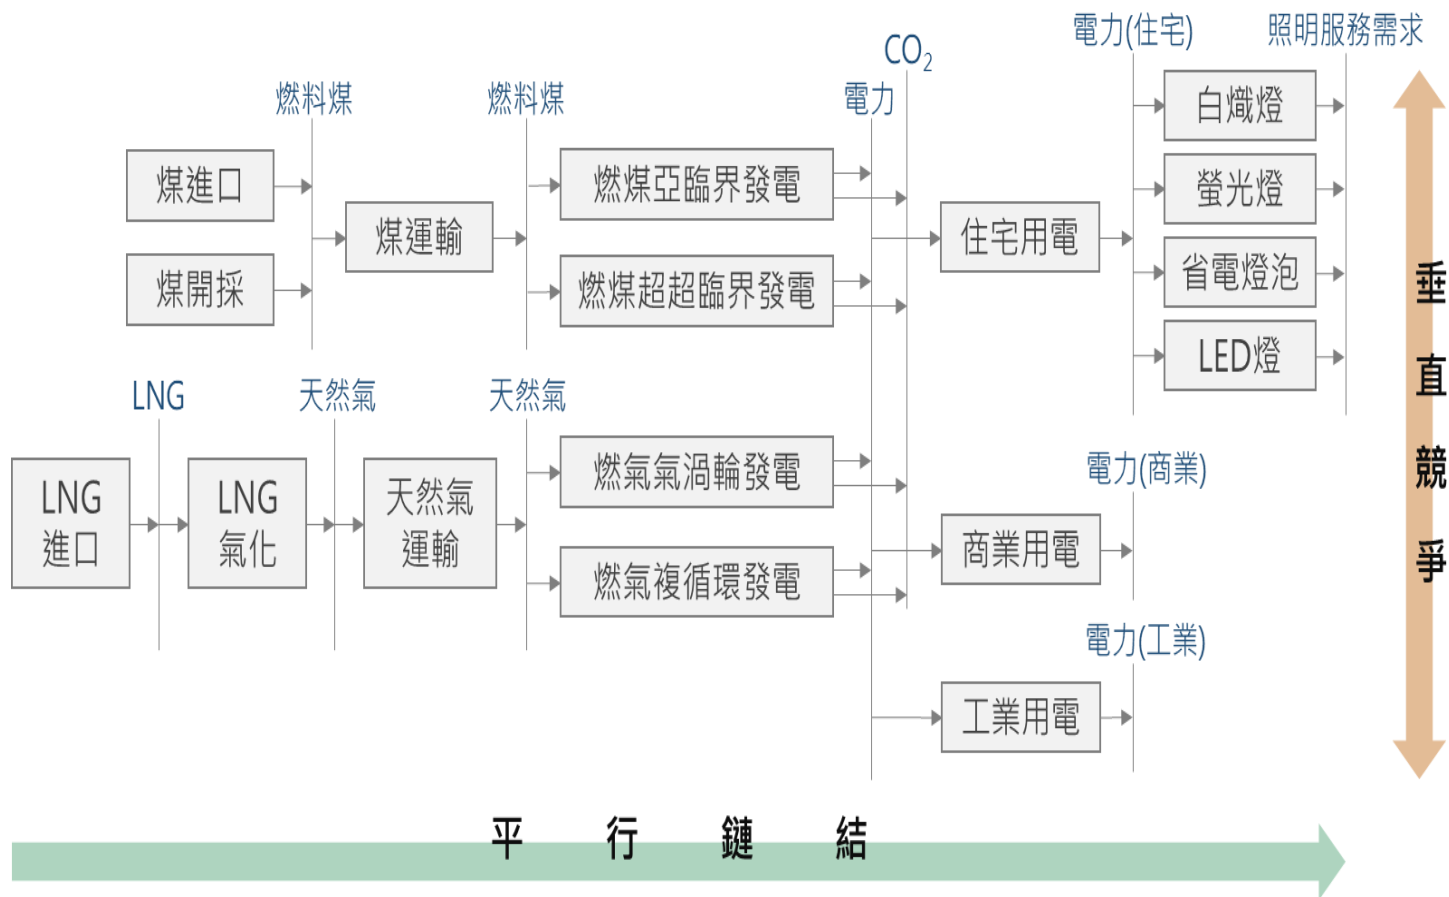 電力(住宅)
照明服務需求
CO₂
燃料煤
燃料煤
電力
白熾燈
煤進口
燃煤亞臨界發電
螢光燈
煤運輸
住宅用電
煤開採
燃煤超超臨界發電
省電燈泡
LED燈
LNG
天然氣
天然氣
燃氣氣渦輪發電
電力(商業)
LNG
進口
LNG
氣化
天然氣
運輸
商業用電
燃氣複循環發電
電力(工業)
工業用電
垂直競爭
平行鏈結